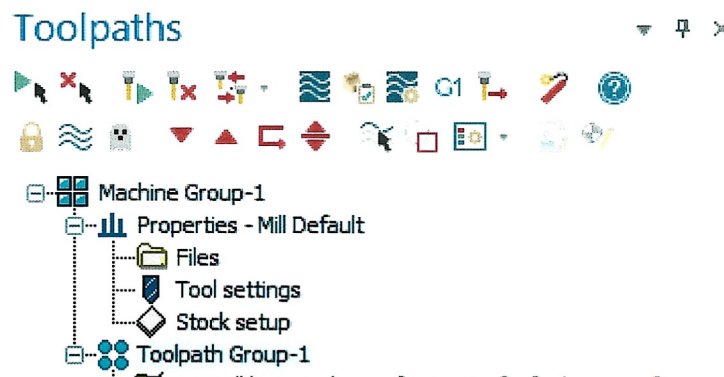 Toolpaths
G1
Machine Group-1
Properties - Mill Default
Files
Tool settings
Stock setup
Toolpath Group-1